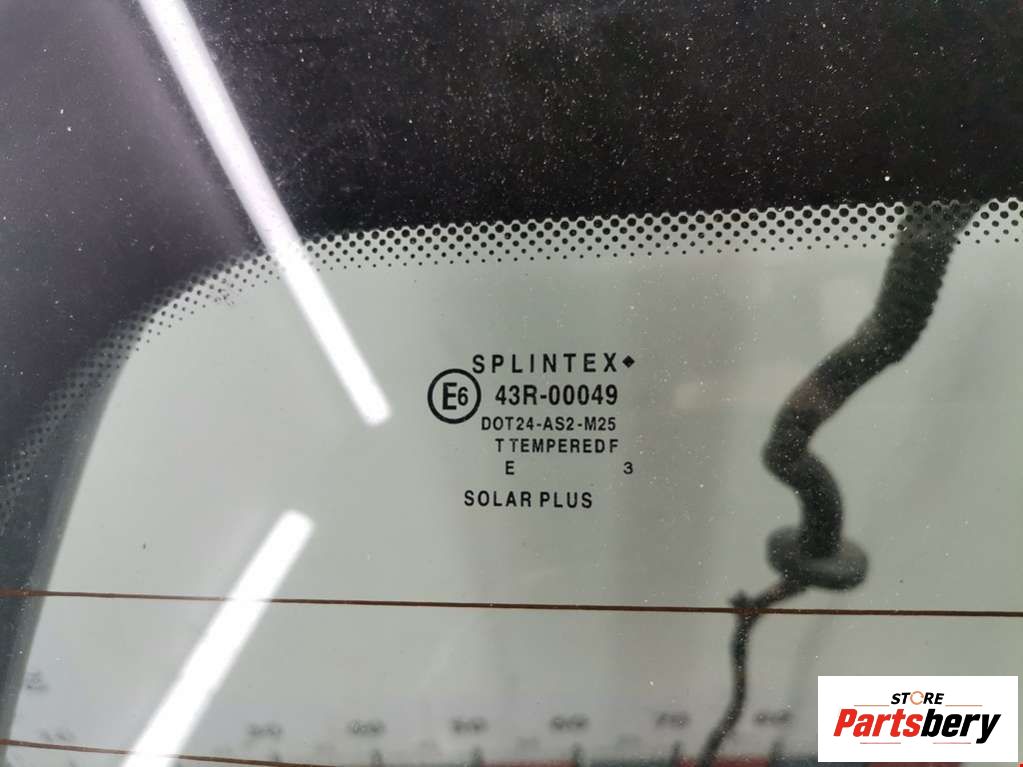 SPLINTEX◆
E6 43R-00049
DOT24-AS2-M25
T TEMPERED F
E 3
SOLAR PLUS
STORE
Partsbery